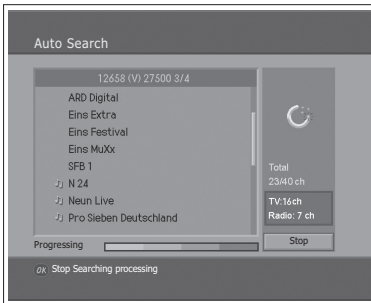 Auto Search
12658 (V) 27500 3/4
ARD Digital
Eins Extra
Eins Festival
Eins MuXx
SFB 1
N 24
Neun Live
Pro Sieben Deutschland
Total
23/40 ch
TV:16ch
Radio: 7 ch
Progressing
Stop
OK Stop Searching processing